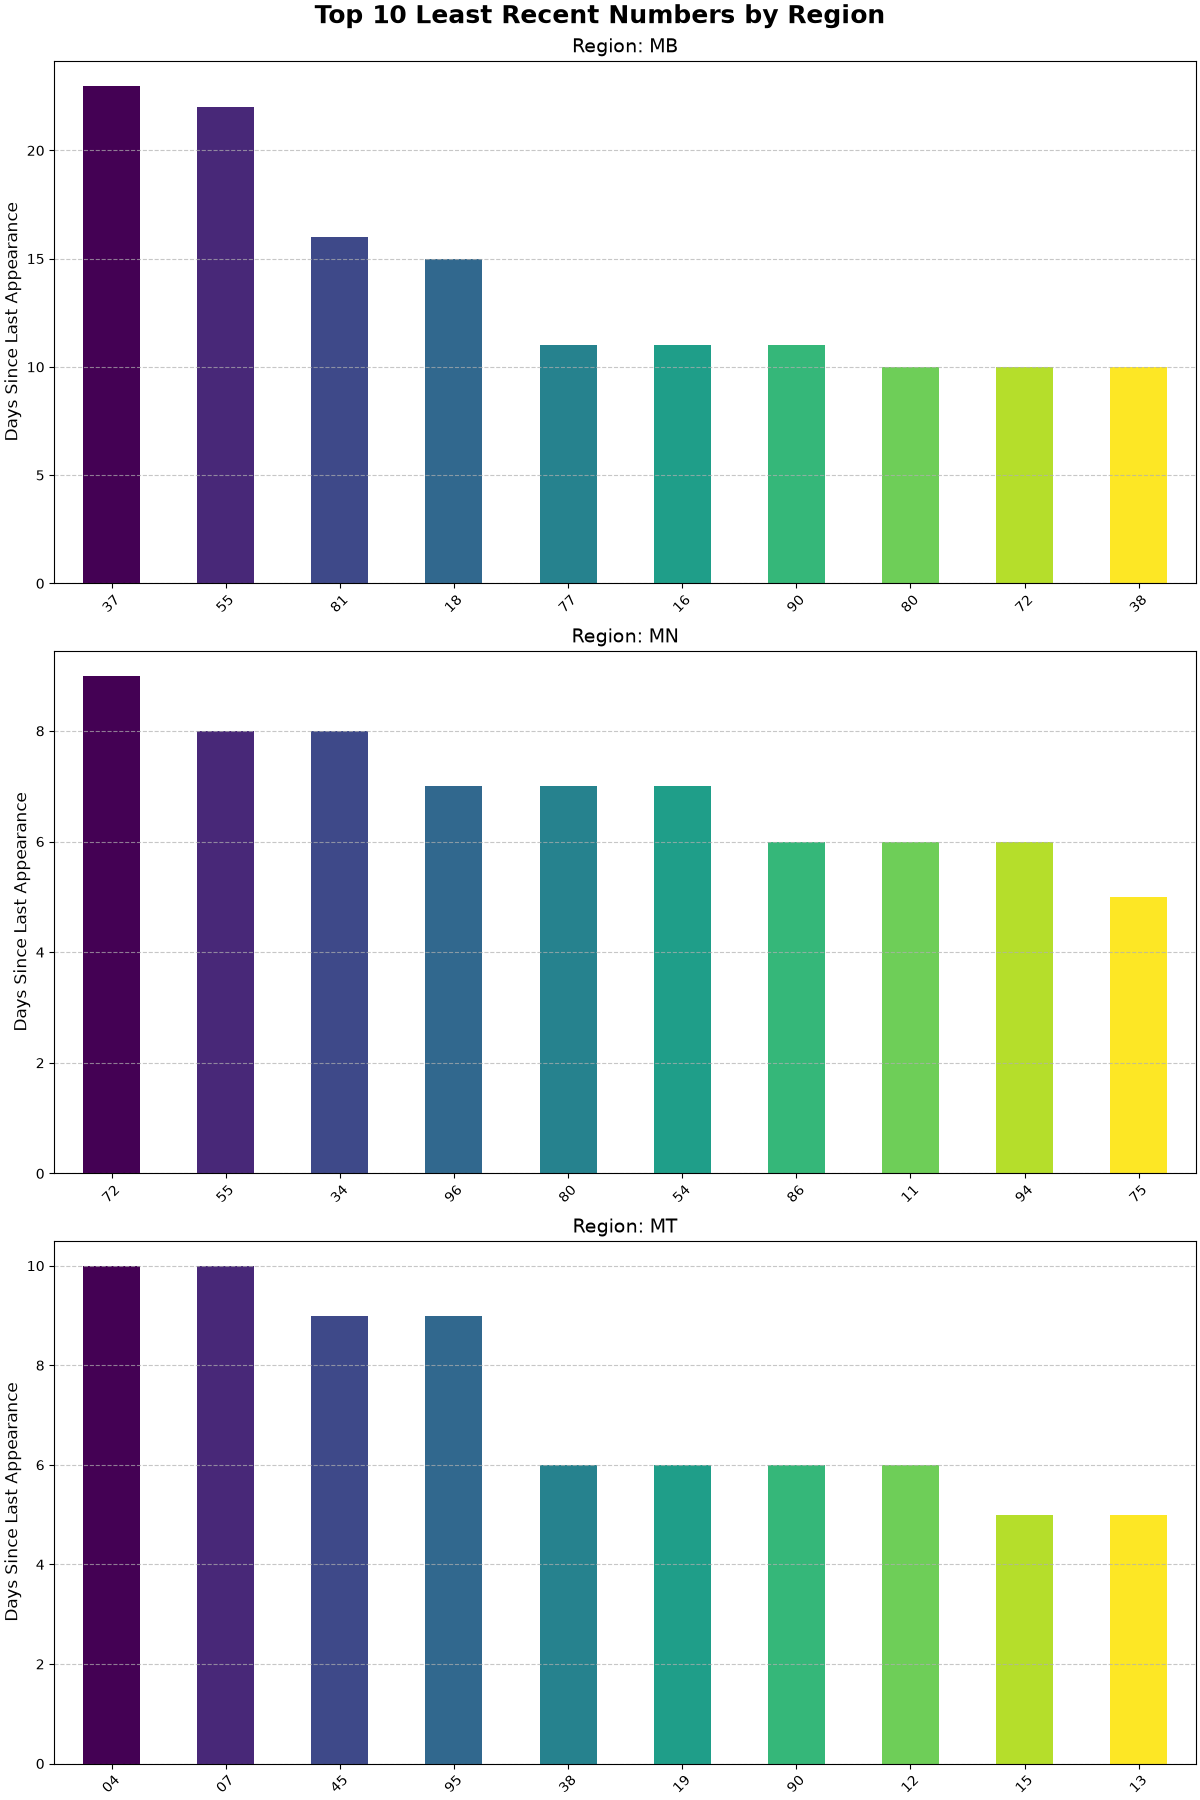 Top 10 Least Recent Numbers by Region
Region: MB
Days Since Last Appearance
20
15
10
5
0
37 55 81 18 77 16 90 80 72 38
Region: MN
Days Since Last Appearance
8
6
4
2
0
72 55 34 96 80 54 86 11 94 75
Region: MT
Days Since Last Appearance
10
8
6
4
2
0
04 07 45 95 38 19 90 12 15 13